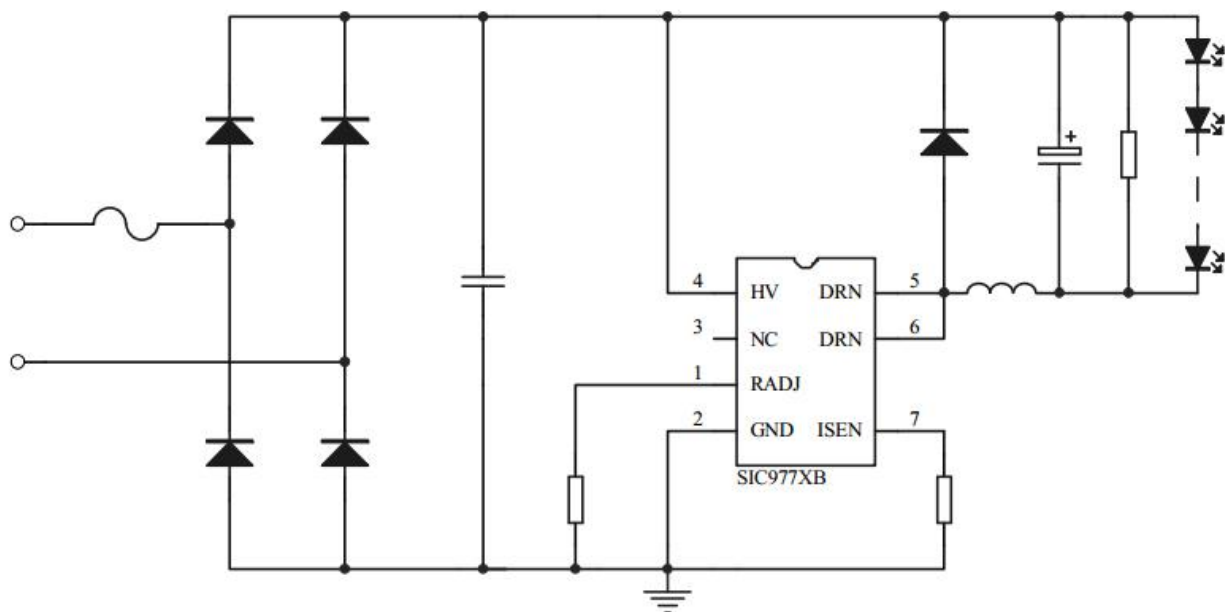 +
4 HV DRN 5
3 NC DRN 6
1 RADJ
2 GND ISEN 7
SIC977XB